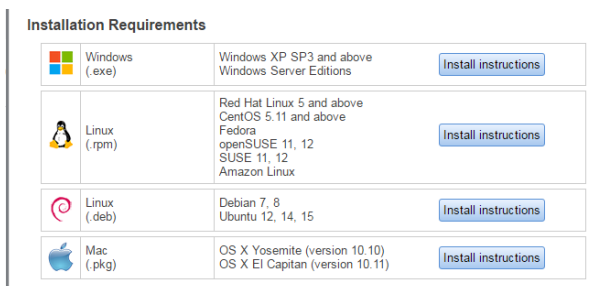 Installation Requirements
Windows
(.exe)
Windows XP SP3 and above
Windows Server Editions
Install instructions
Linux
(.rpm)
Red Hat Linux 5 and above
CentOS 5.11 and above
Fedora
openSUSE 11, 12
SUSE 11, 12
Amazon Linux
Install instructions
Linux
(.deb)
Debian 7, 8
Ubuntu 12, 14, 15
Install instructions
Mac
(.pkg)
OS X Yosemite (version 10.10)
OS X El Capitan (version 10.11)
Install instructions